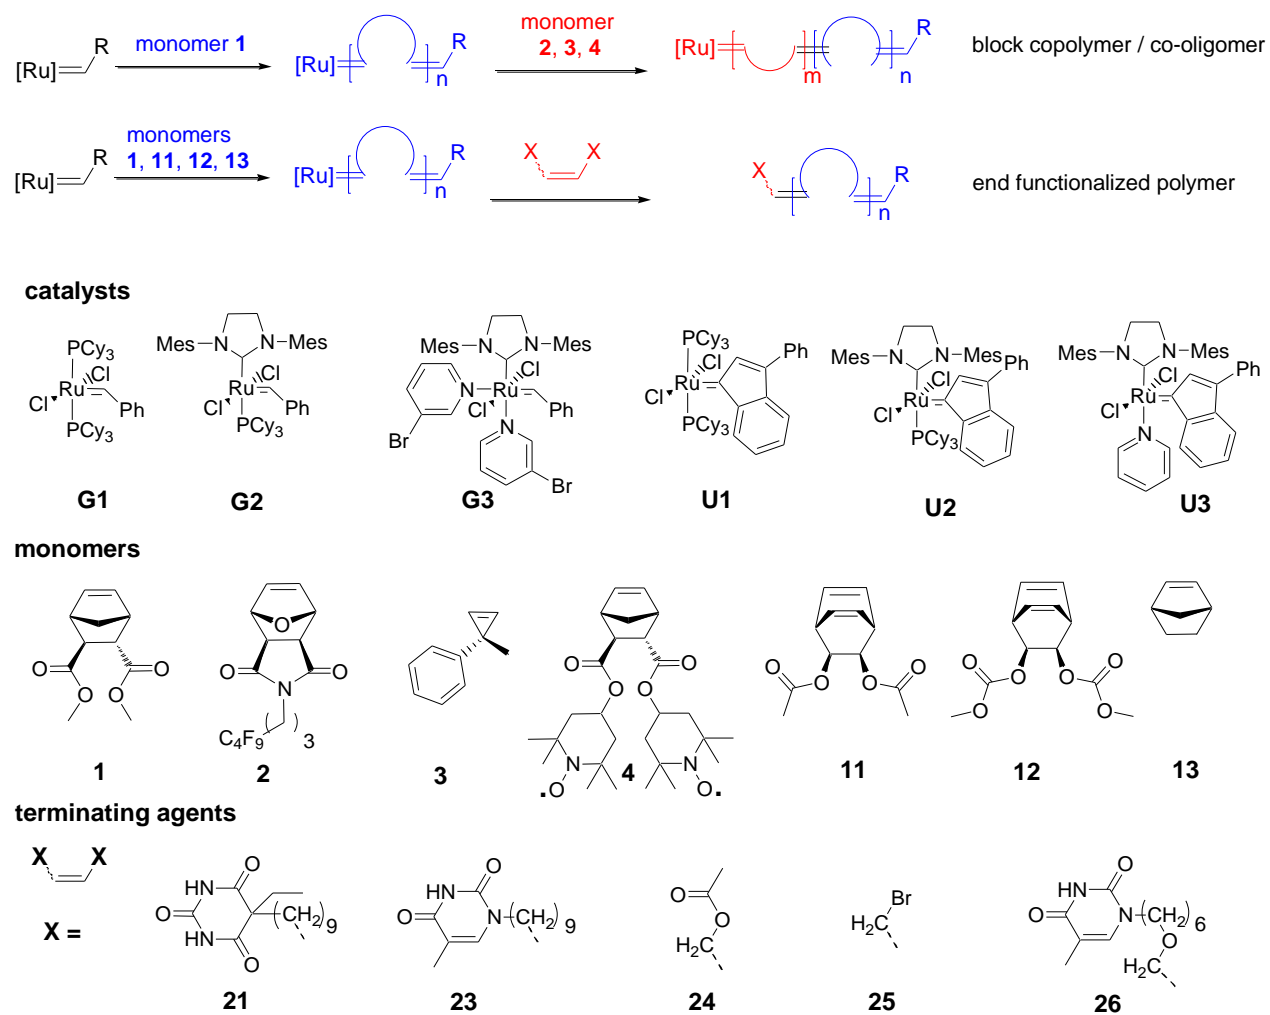 [Ru] R monomer 1 [Ru] n R monomer 2, 3, 4 [Ru] m n R block copolymer / co-oligomer
[Ru] R monomers 1, 11, 12, 13 [Ru] n R X X X n R end functionalized polymer
catalysts
PCy3 Cl Ru Cl Ph PCy3
Mes N N Mes Cl Ru Cl Ph PCy3
Mes N N Mes N Ru Cl Cl Ph Br N Br
PCy3 Cl Ru Cl PCy3 Ph
Mes N N Mes Ph Cl Ru Cl PCy3
Mes N N Mes Ph Cl Ru Cl N
G1 G2 G3 U1 U2 U3
monomers
O O O O
O O O N C4F9 3
O O O O N N O O
O O O O
O O O O O O
1 2 3 4 11 12 13
terminating agents
X X
X =
O HN O HN O (CH2)9
O HN O N (CH2)9
O O H2C
Br H2C
O HN O N 6 O H2C
21 23 24 25 26